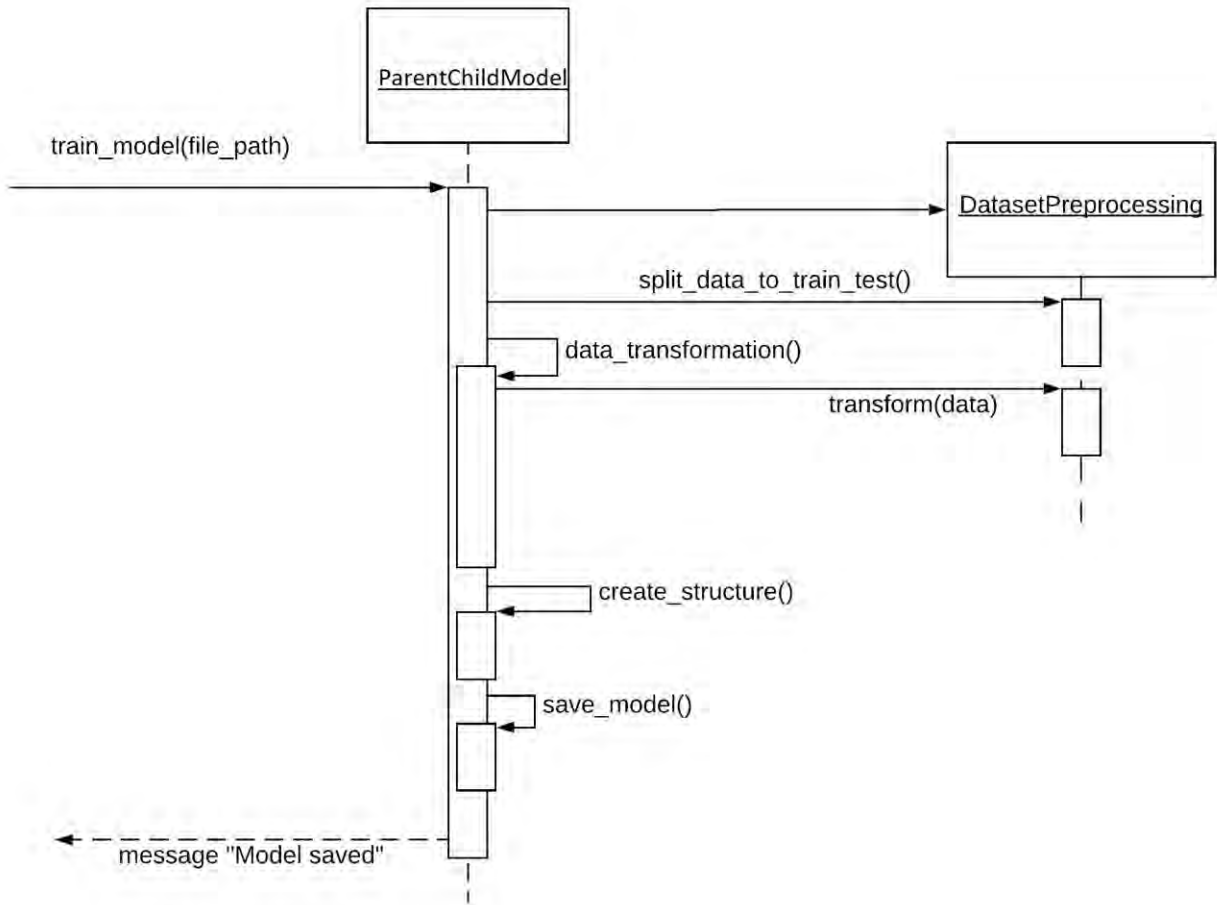 ParentChildModel
train_model(file_path)
DatasetPreprocessing
split_data_to_train_test()
data_transformation()
transform(data)
create_structure()
save_model()
message "Model saved"